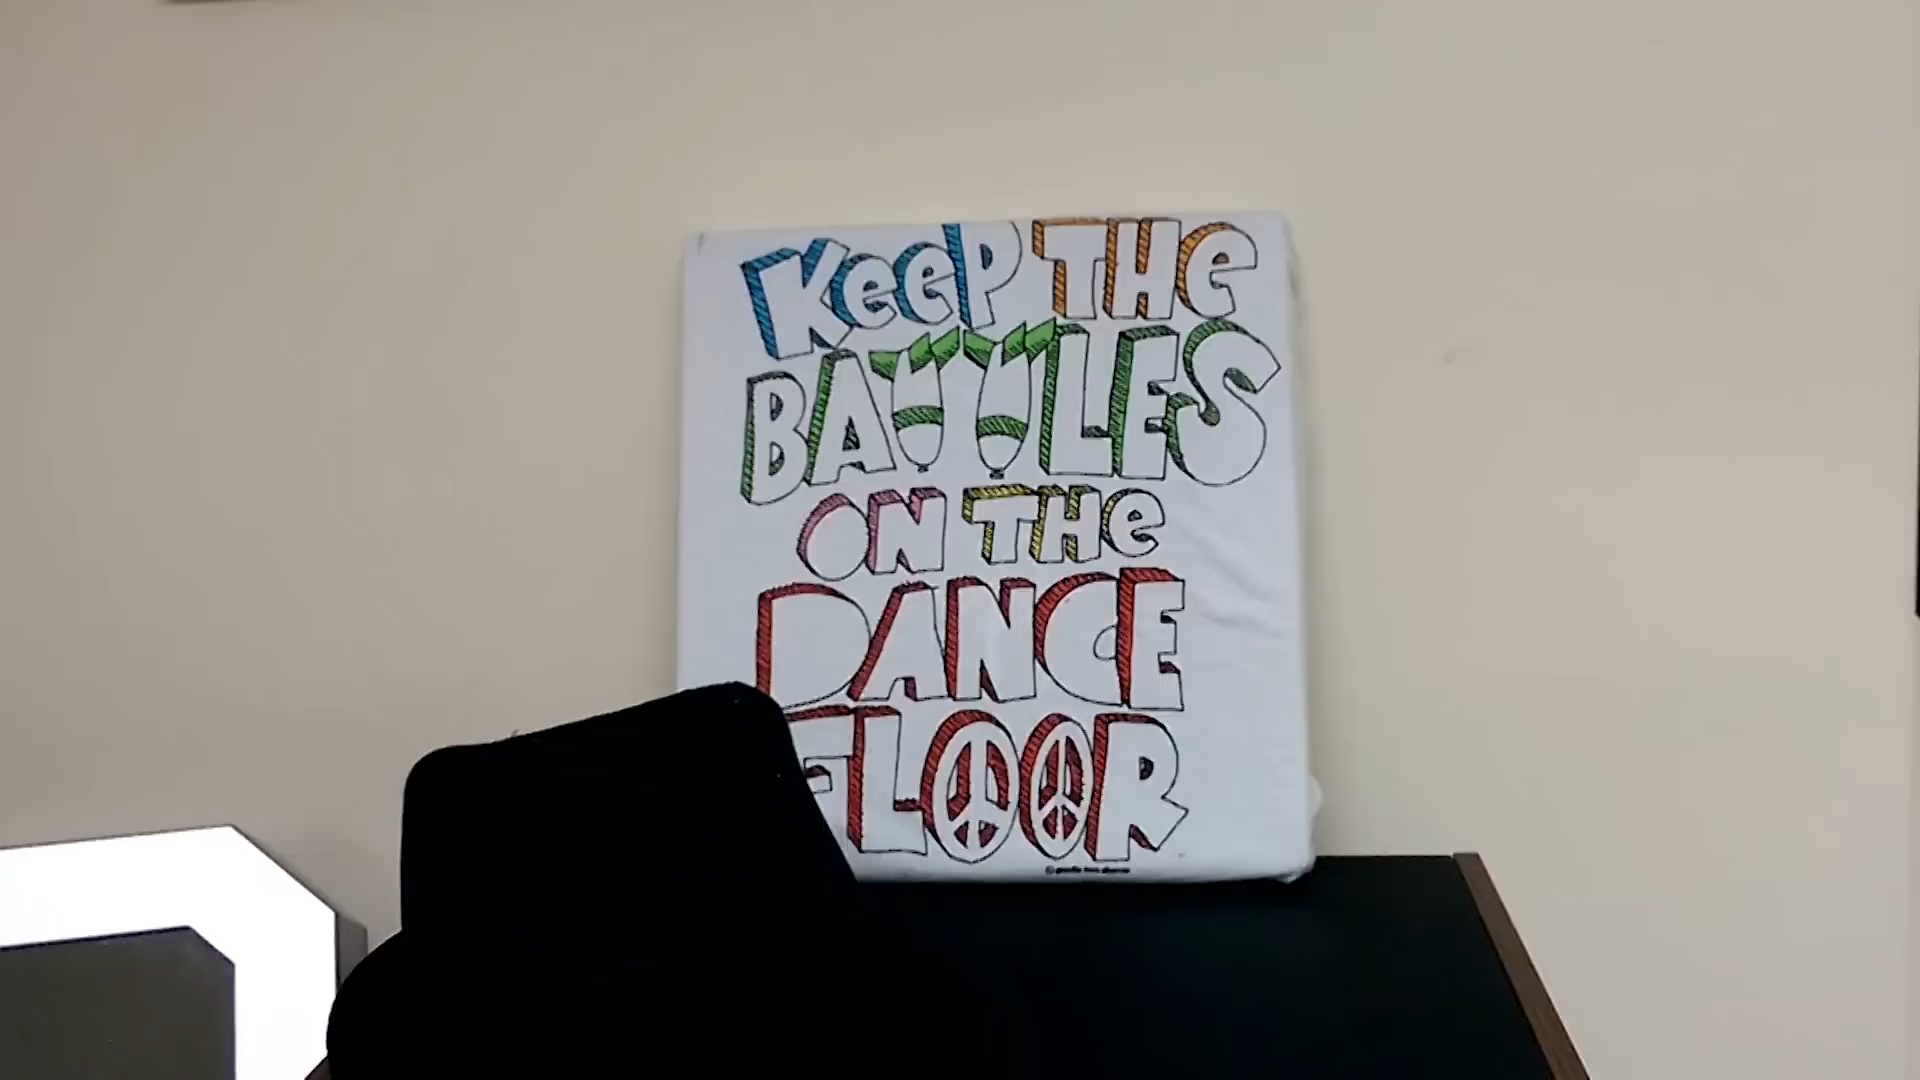 KeeP THe
BATTLES
ON THe
DANCE
FLOOR